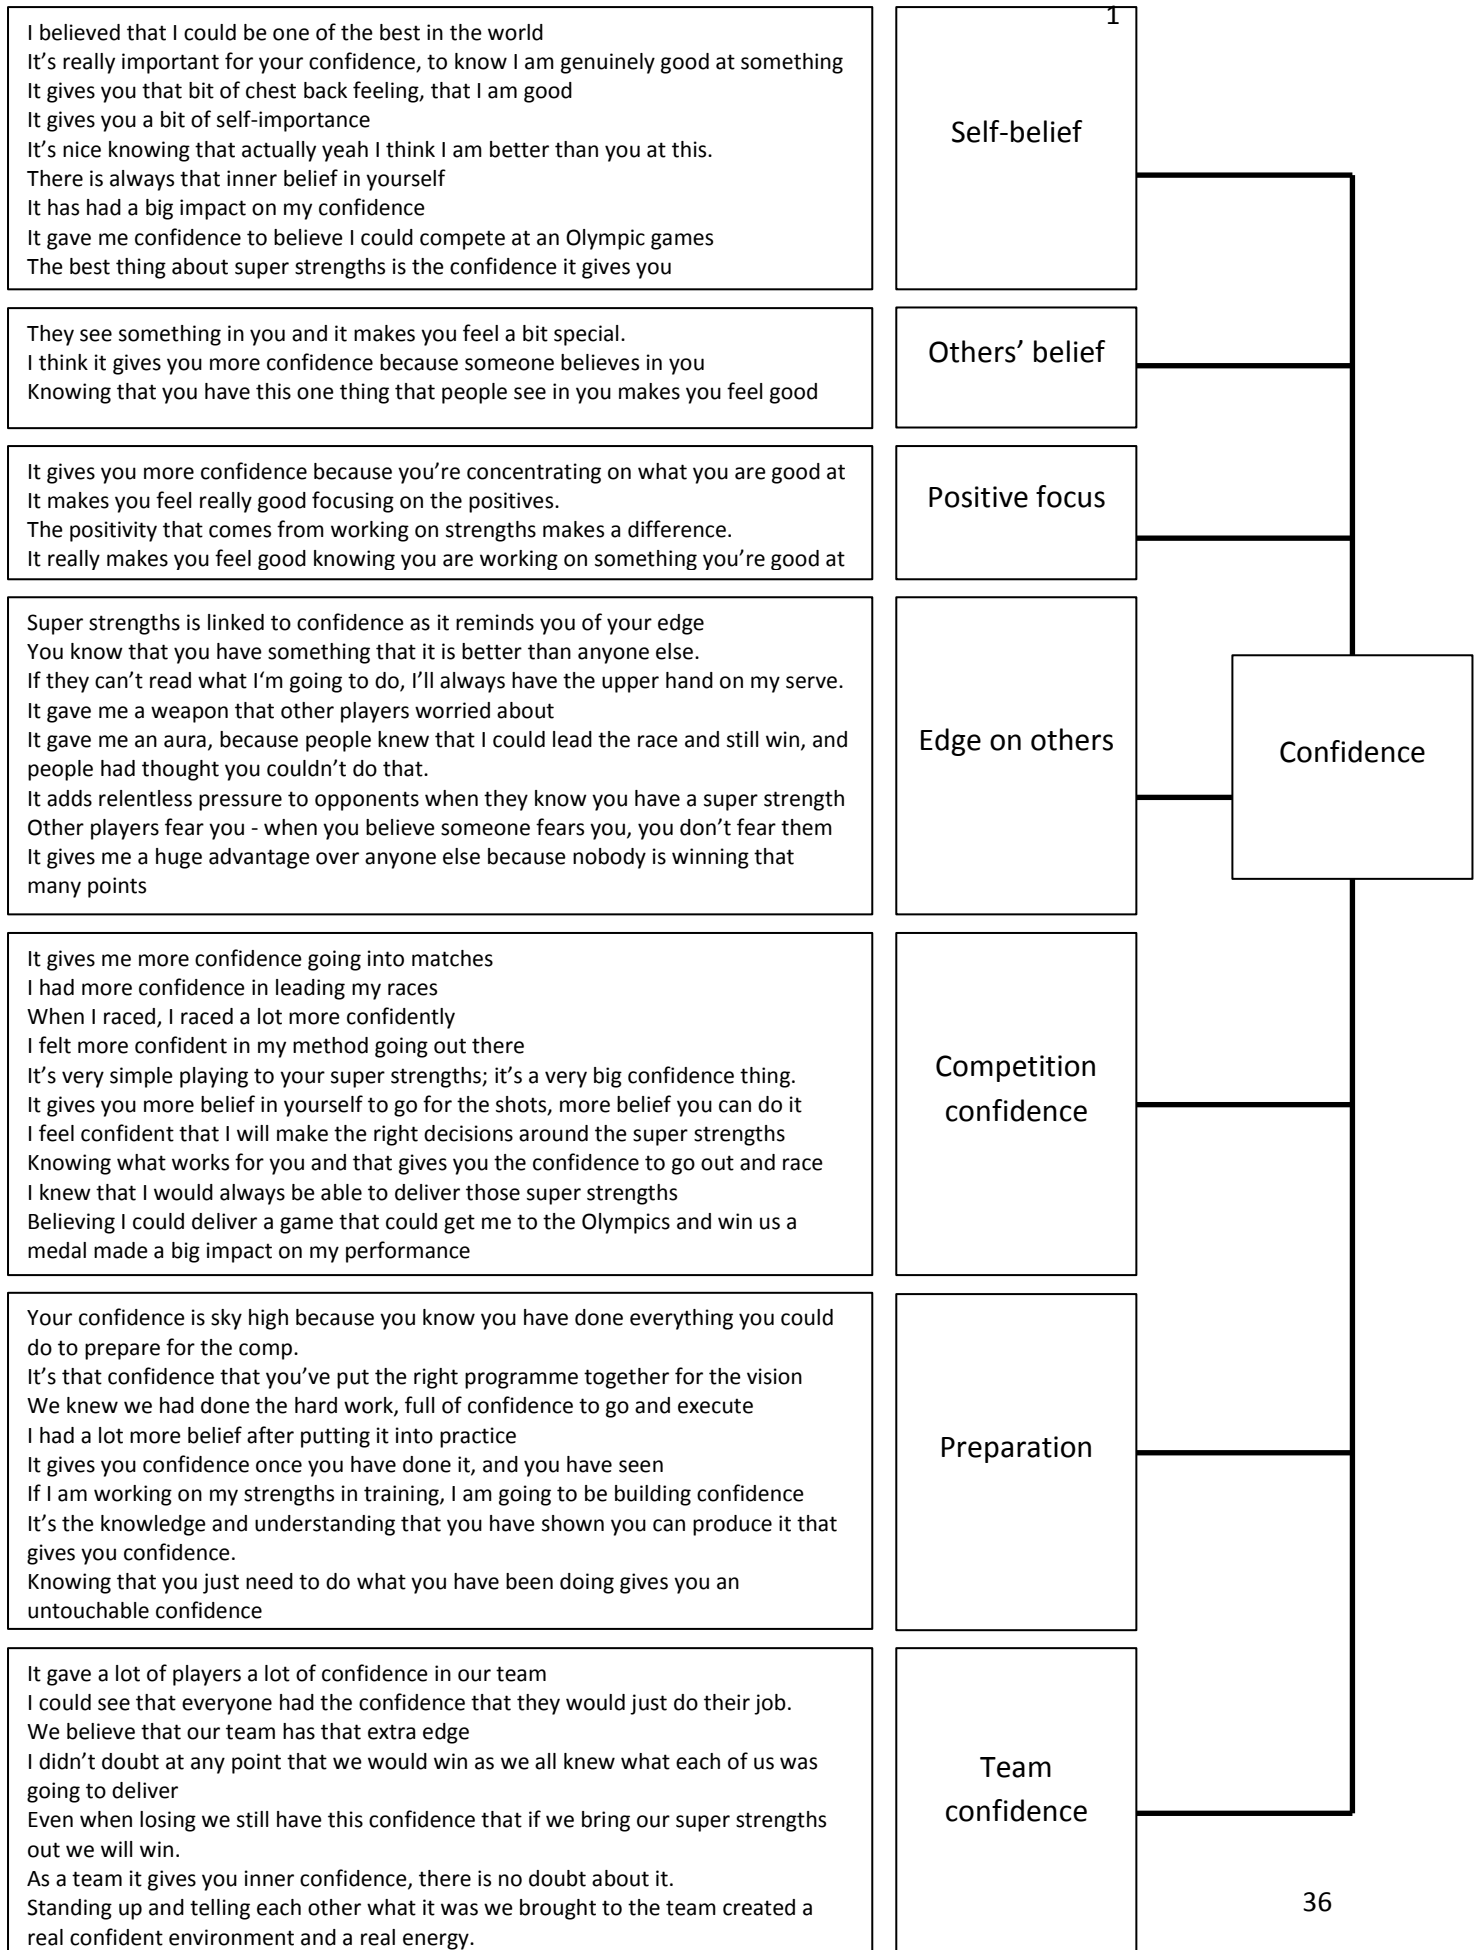 1
I believed that I could be one of the best in the world
It’s really important for your confidence, to know I am genuinely good at something
It gives you that bit of chest back feeling, that I am good
It gives you a bit of self-importance
It’s nice knowing that actually yeah I think I am better than you at this.
There is always that inner belief in yourself
It has had a big impact on my confidence
It gave me confidence to believe I could compete at an Olympic games
The best thing about super strengths is the confidence it gives you
Self-belief
They see something in you and it makes you feel a bit special.
I think it gives you more confidence because someone believes in you
Knowing that you have this one thing that people see in you makes you feel good
Others’ belief
It gives you more confidence because you’re concentrating on what you are good at
It makes you feel really good focusing on the positives.
The positivity that comes from working on strengths makes a difference.
It really makes you feel good knowing you are working on something you’re good at
Positive focus
Super strengths is linked to confidence as it reminds you of your edge
You know that you have something that it is better than anyone else.
If they can’t read what I‘m going to do, I’ll always have the upper hand on my serve.
It gave me a weapon that other players worried about
It gave me an aura, because people knew that I could lead the race and still win, and
people had thought you couldn’t do that.
It adds relentless pressure to opponents when they know you have a super strength
Other players fear you - when you believe someone fears you, you don’t fear them
It gives me a huge advantage over anyone else because nobody is winning that
many points
Edge on others
Confidence
It gives me more confidence going into matches
I had more confidence in leading my races
When I raced, I raced a lot more confidently
I felt more confident in my method going out there
It’s very simple playing to your super strengths; it’s a very big confidence thing.
It gives you more belief in yourself to go for the shots, more belief you can do it
I feel confident that I will make the right decisions around the super strengths
Knowing what works for you and that gives you the confidence to go out and race
I knew that I would always be able to deliver those super strengths
Believing I could deliver a game that could get me to the Olympics and win us a
medal made a big impact on my performance
Competition
confidence
Your confidence is sky high because you know you have done everything you could
do to prepare for the comp.
It’s that confidence that you’ve put the right programme together for the vision
We knew we had done the hard work, full of confidence to go and execute
I had a lot more belief after putting it into practice
It gives you confidence once you have done it, and you have seen
If I am working on my strengths in training, I am going to be building confidence
It’s the knowledge and understanding that you have shown you can produce it that
gives you confidence.
Knowing that you just need to do what you have been doing gives you an
untouchable confidence
Preparation
It gave a lot of players a lot of confidence in our team
I could see that everyone had the confidence that they would just do their job.
We believe that our team has that extra edge
I didn’t doubt at any point that we would win as we all knew what each of us was
going to deliver
Even when losing we still have this confidence that if we bring our super strengths
out we will win.
As a team it gives you inner confidence, there is no doubt about it.
Standing up and telling each other what it was we brought to the team created a
real confident environment and a real energy.
Team
confidence
36